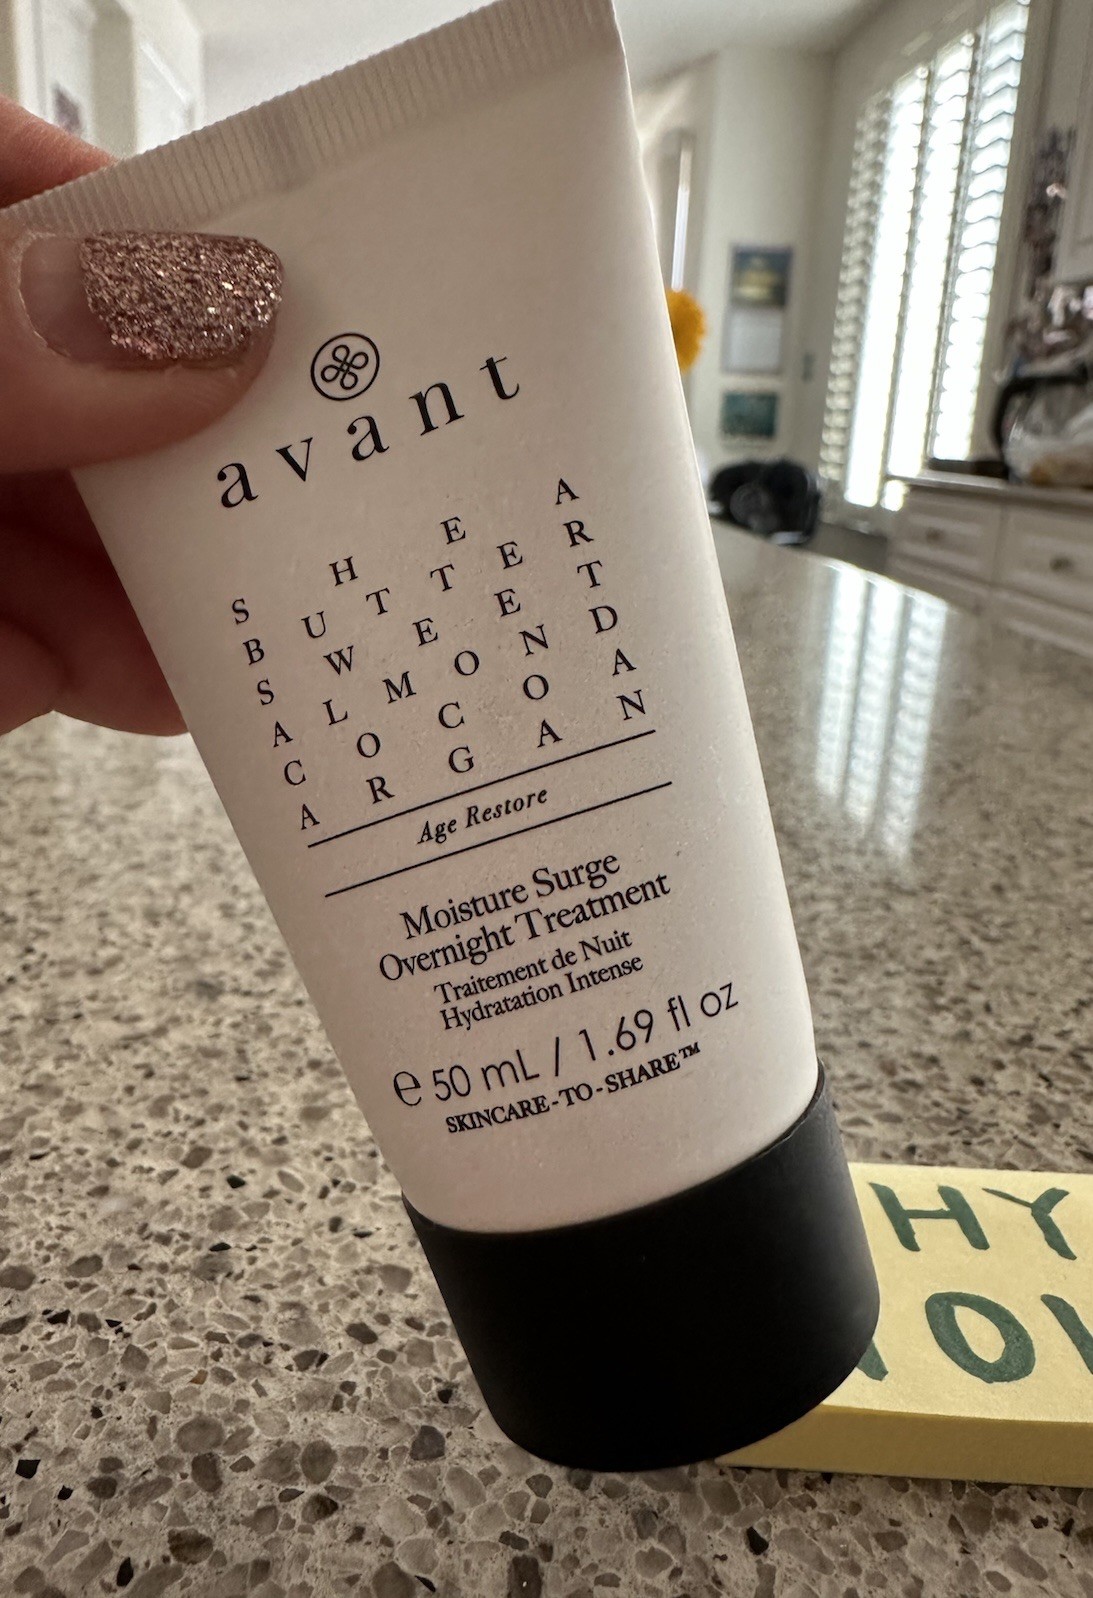 avant
S H E A
B U T T E R
S W E E T
A L M O N D
C O C O A
A R G A N
Age Restore
Moisture Surge
Overnight Treatment
Traitement de Nuit
Hydratation Intense
e 50 mL / 1.69 fl oz
SKINCARE-TO-SHARE™
HY